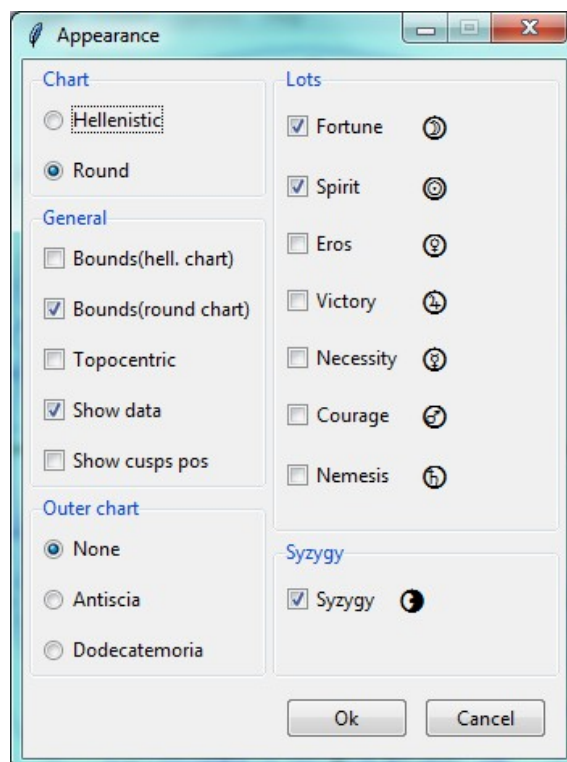 Appearance
Chart
Hellenistic
Round
General
Bounds(hell. chart)
Bounds(round chart)
Topocentric
Show data
Show cusps pos
Outer chart
None
Antiscia
Dodecatemoria
Lots
Fortune
Spirit
Eros
Victory
Necessity
Courage
Nemesis
Syzygy
Syzygy
Ok
Cancel